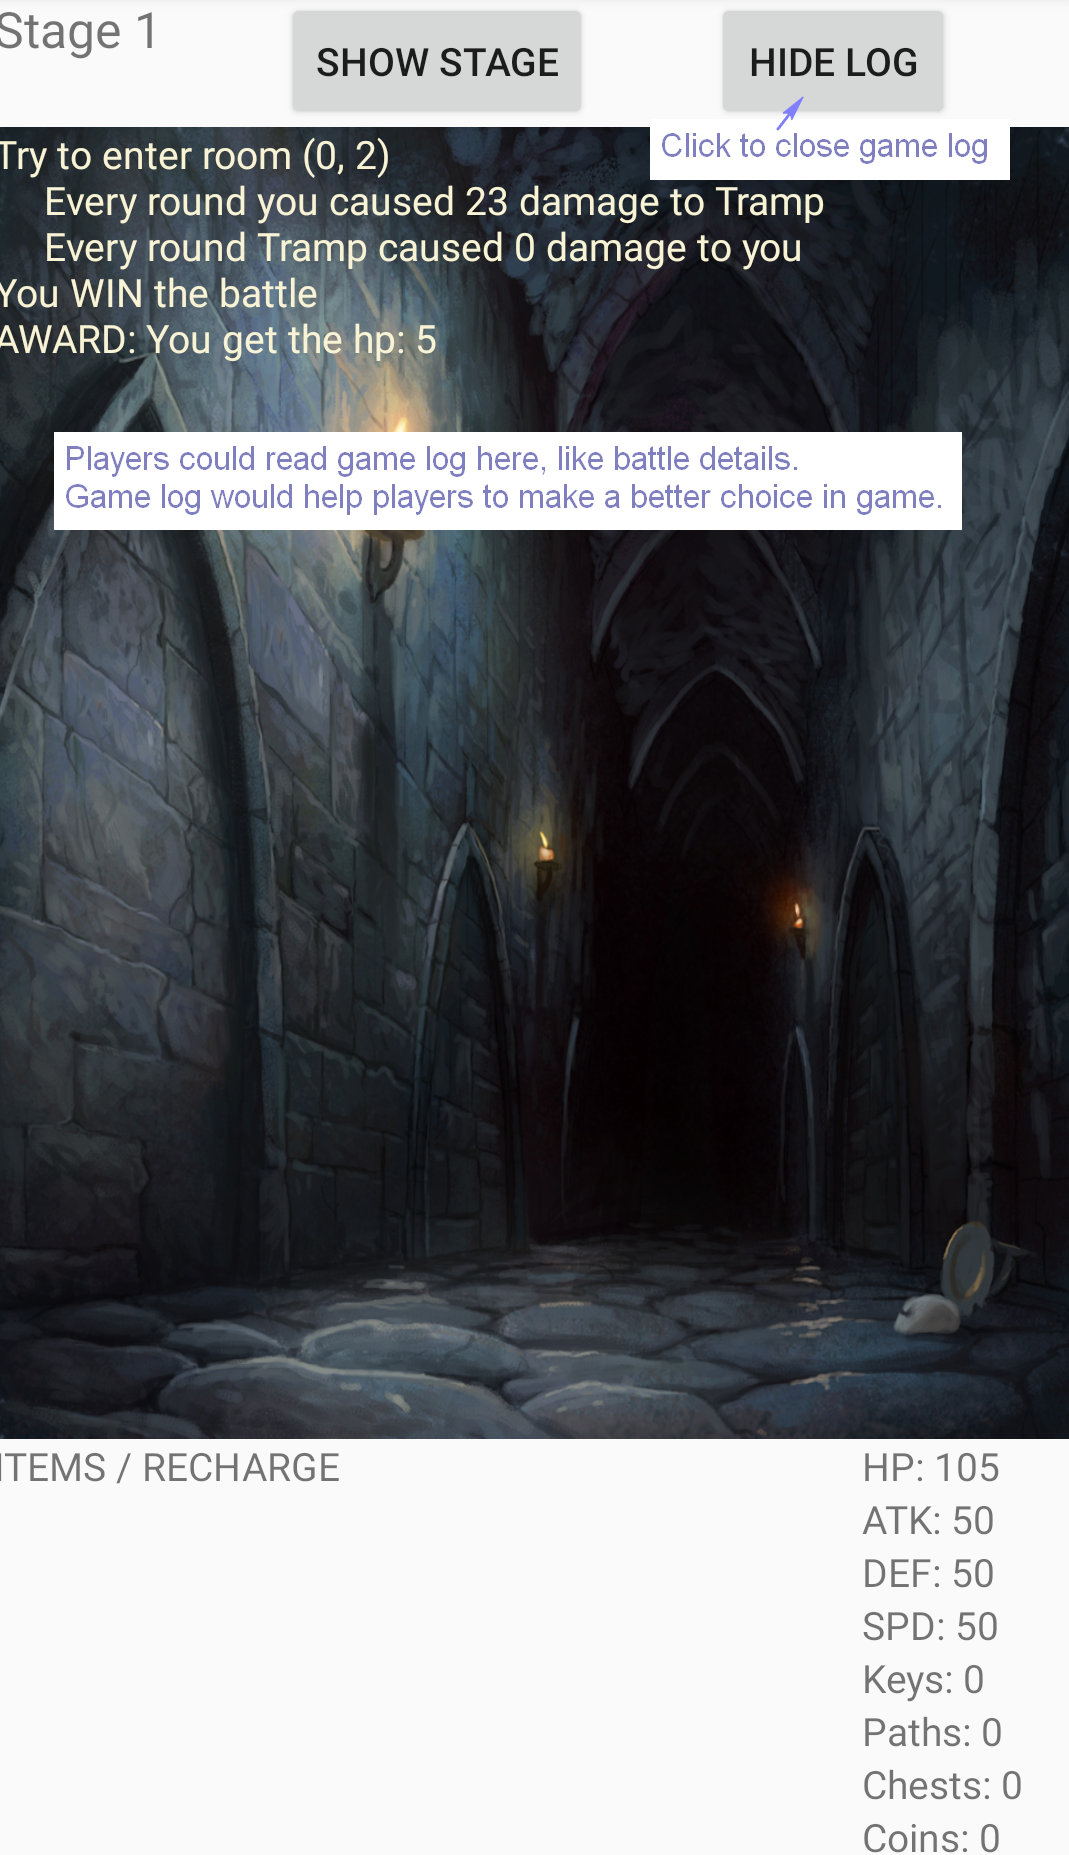 Stage 1
SHOW STAGE
HIDE LOG
Click to close game log
Try to enter room (0, 2)
Every round you caused 23 damage to Tramp
Every round Tramp caused 0 damage to you
You WIN the battle
AWARD: You get the hp: 5
Players could read game log here, like battle details.
Game log would help players to make a better choice in game.
ITEMS / RECHARGE
HP: 105
ATK: 50
DEF: 50
SPD: 50
Keys: 0
Paths: 0
Chests: 0
Coins: 0